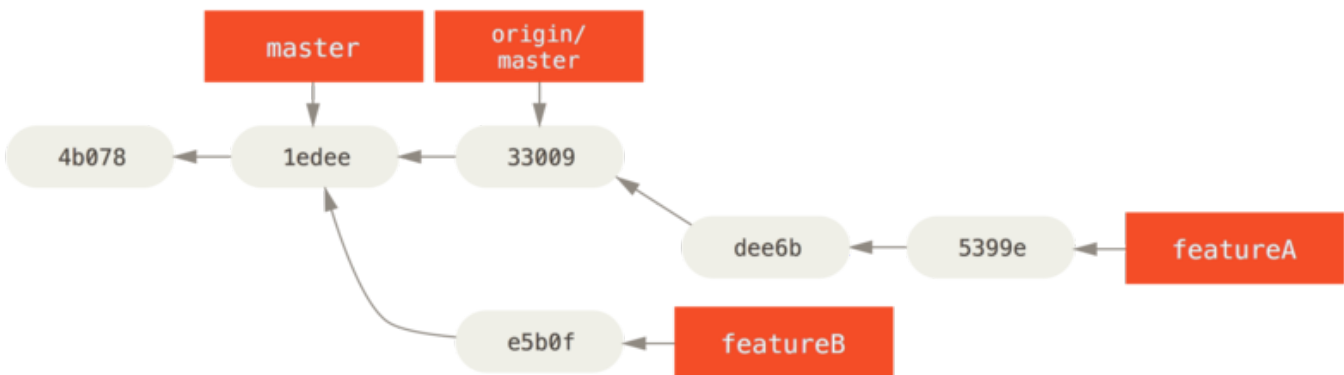 master
origin/
master
4b078
1edee
33009
dee6b
5399e
featureA
e5b0f
featureB